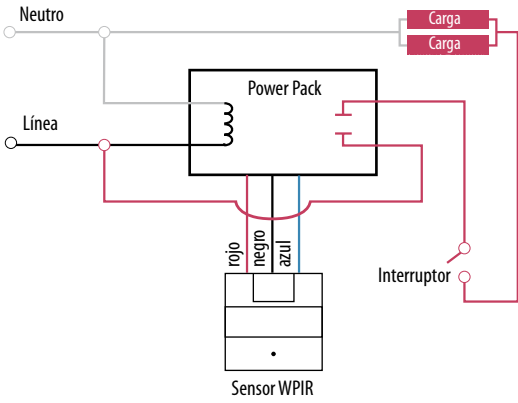 Neutro
Carga
Carga
Power Pack
Línea
rojo
negro
azul
Interruptor
Sensor WPIR